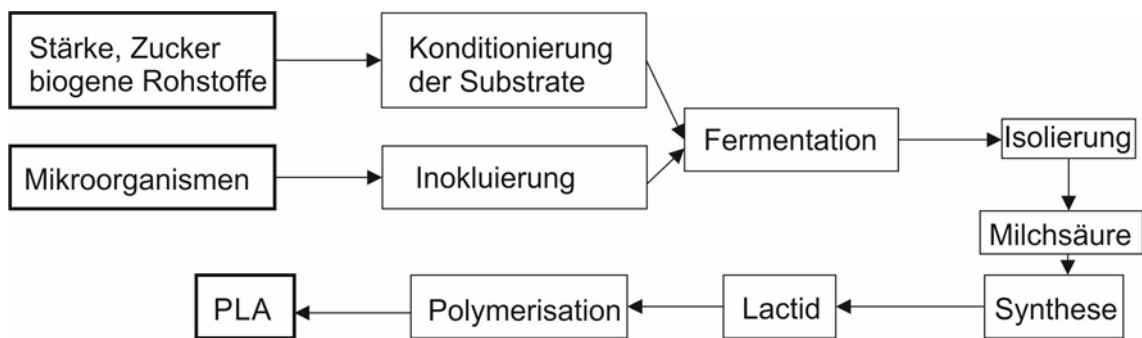 Stärke, Zucker
biogene Rohstoffe
Konditionierung
der Substrate
Mikroorganismen
Inokluierung
Fermentation
Isolierung
Milchsäure
Synthese
Lactid
Polymerisation
PLA